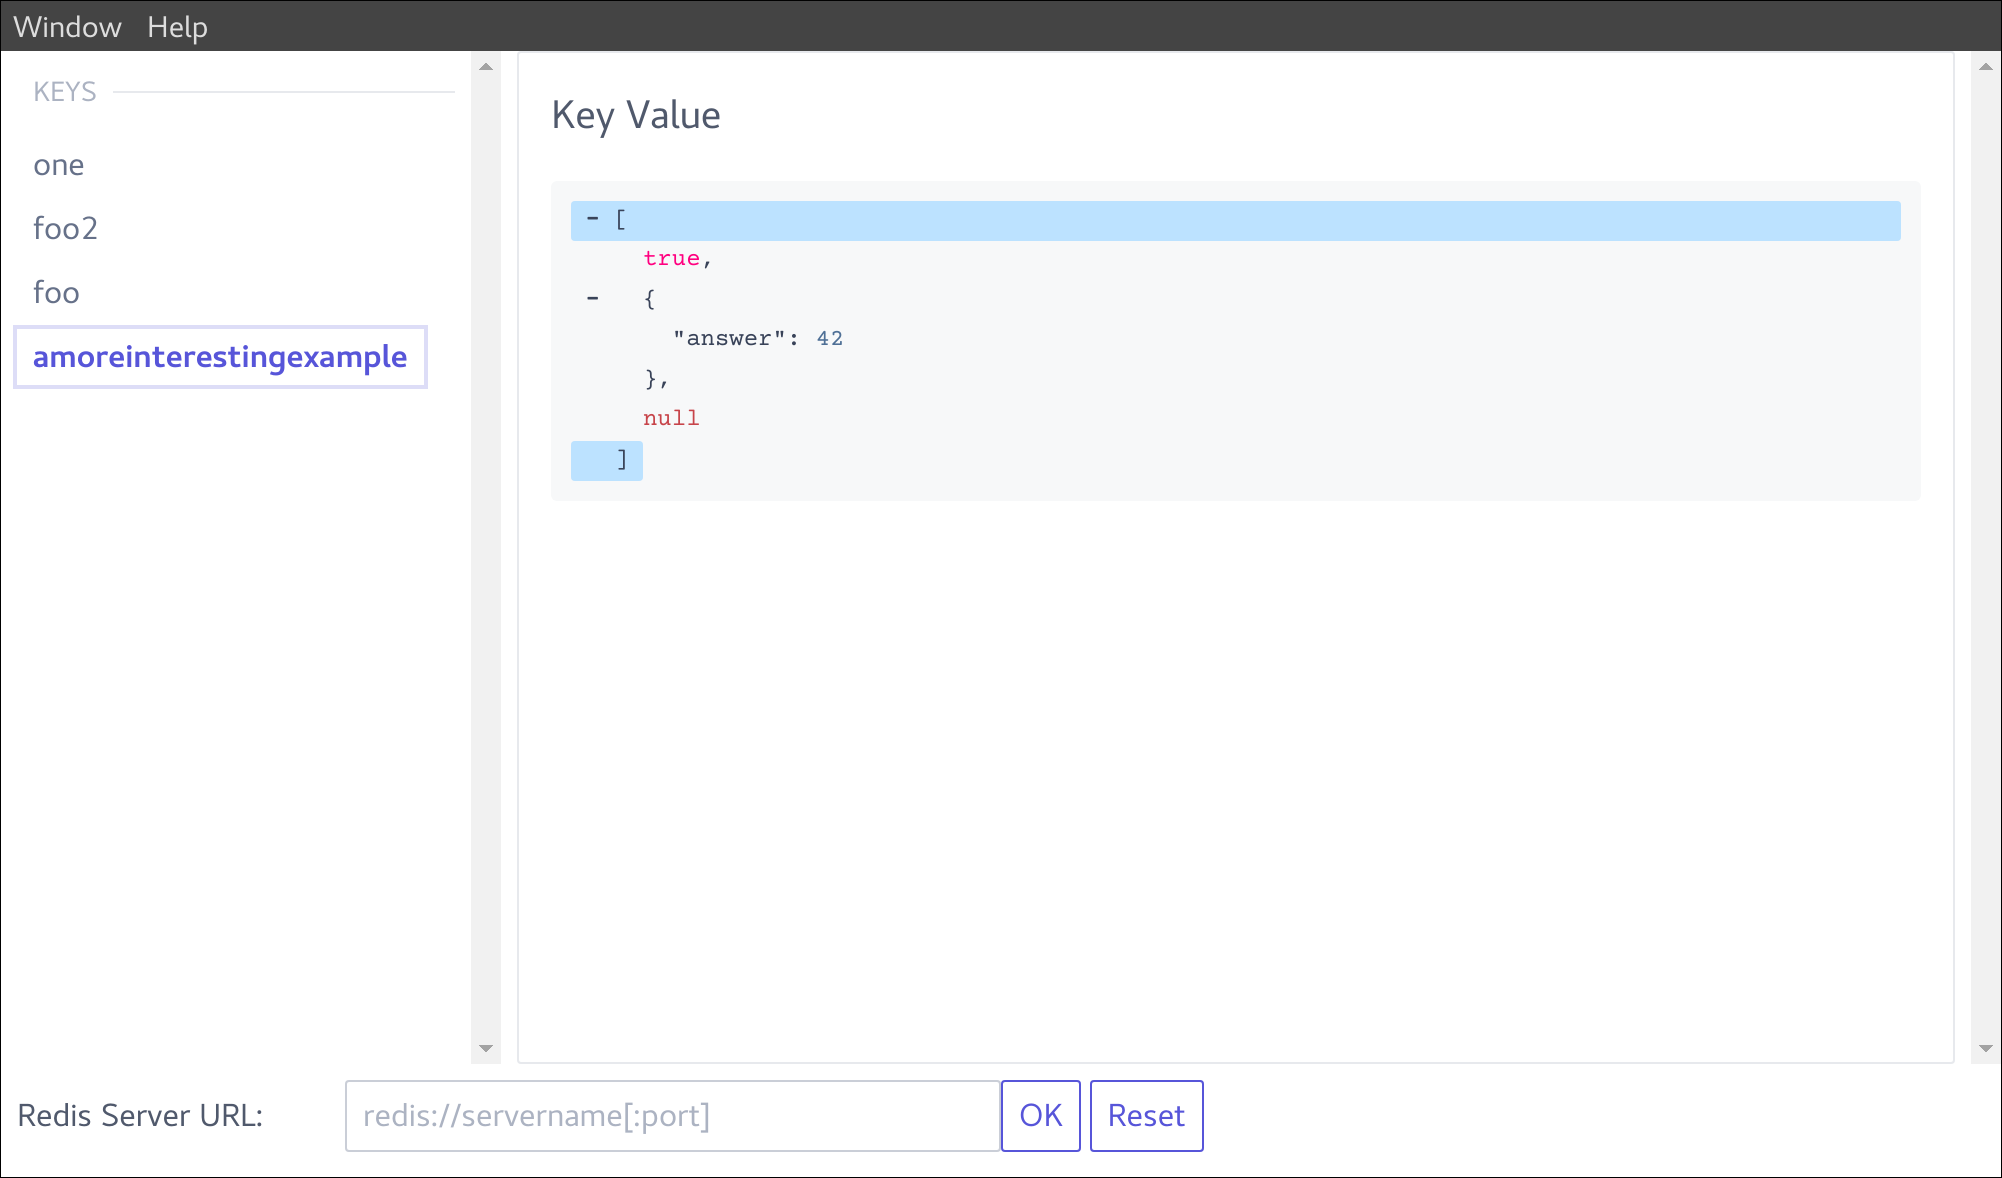 Window Help
KEYS
one
foo2
foo
amoreinterestingexample
Key Value
- [
true,
- {
"answer": 42
},
null
]
Redis Server URL: redis://servername[:port] OK Reset